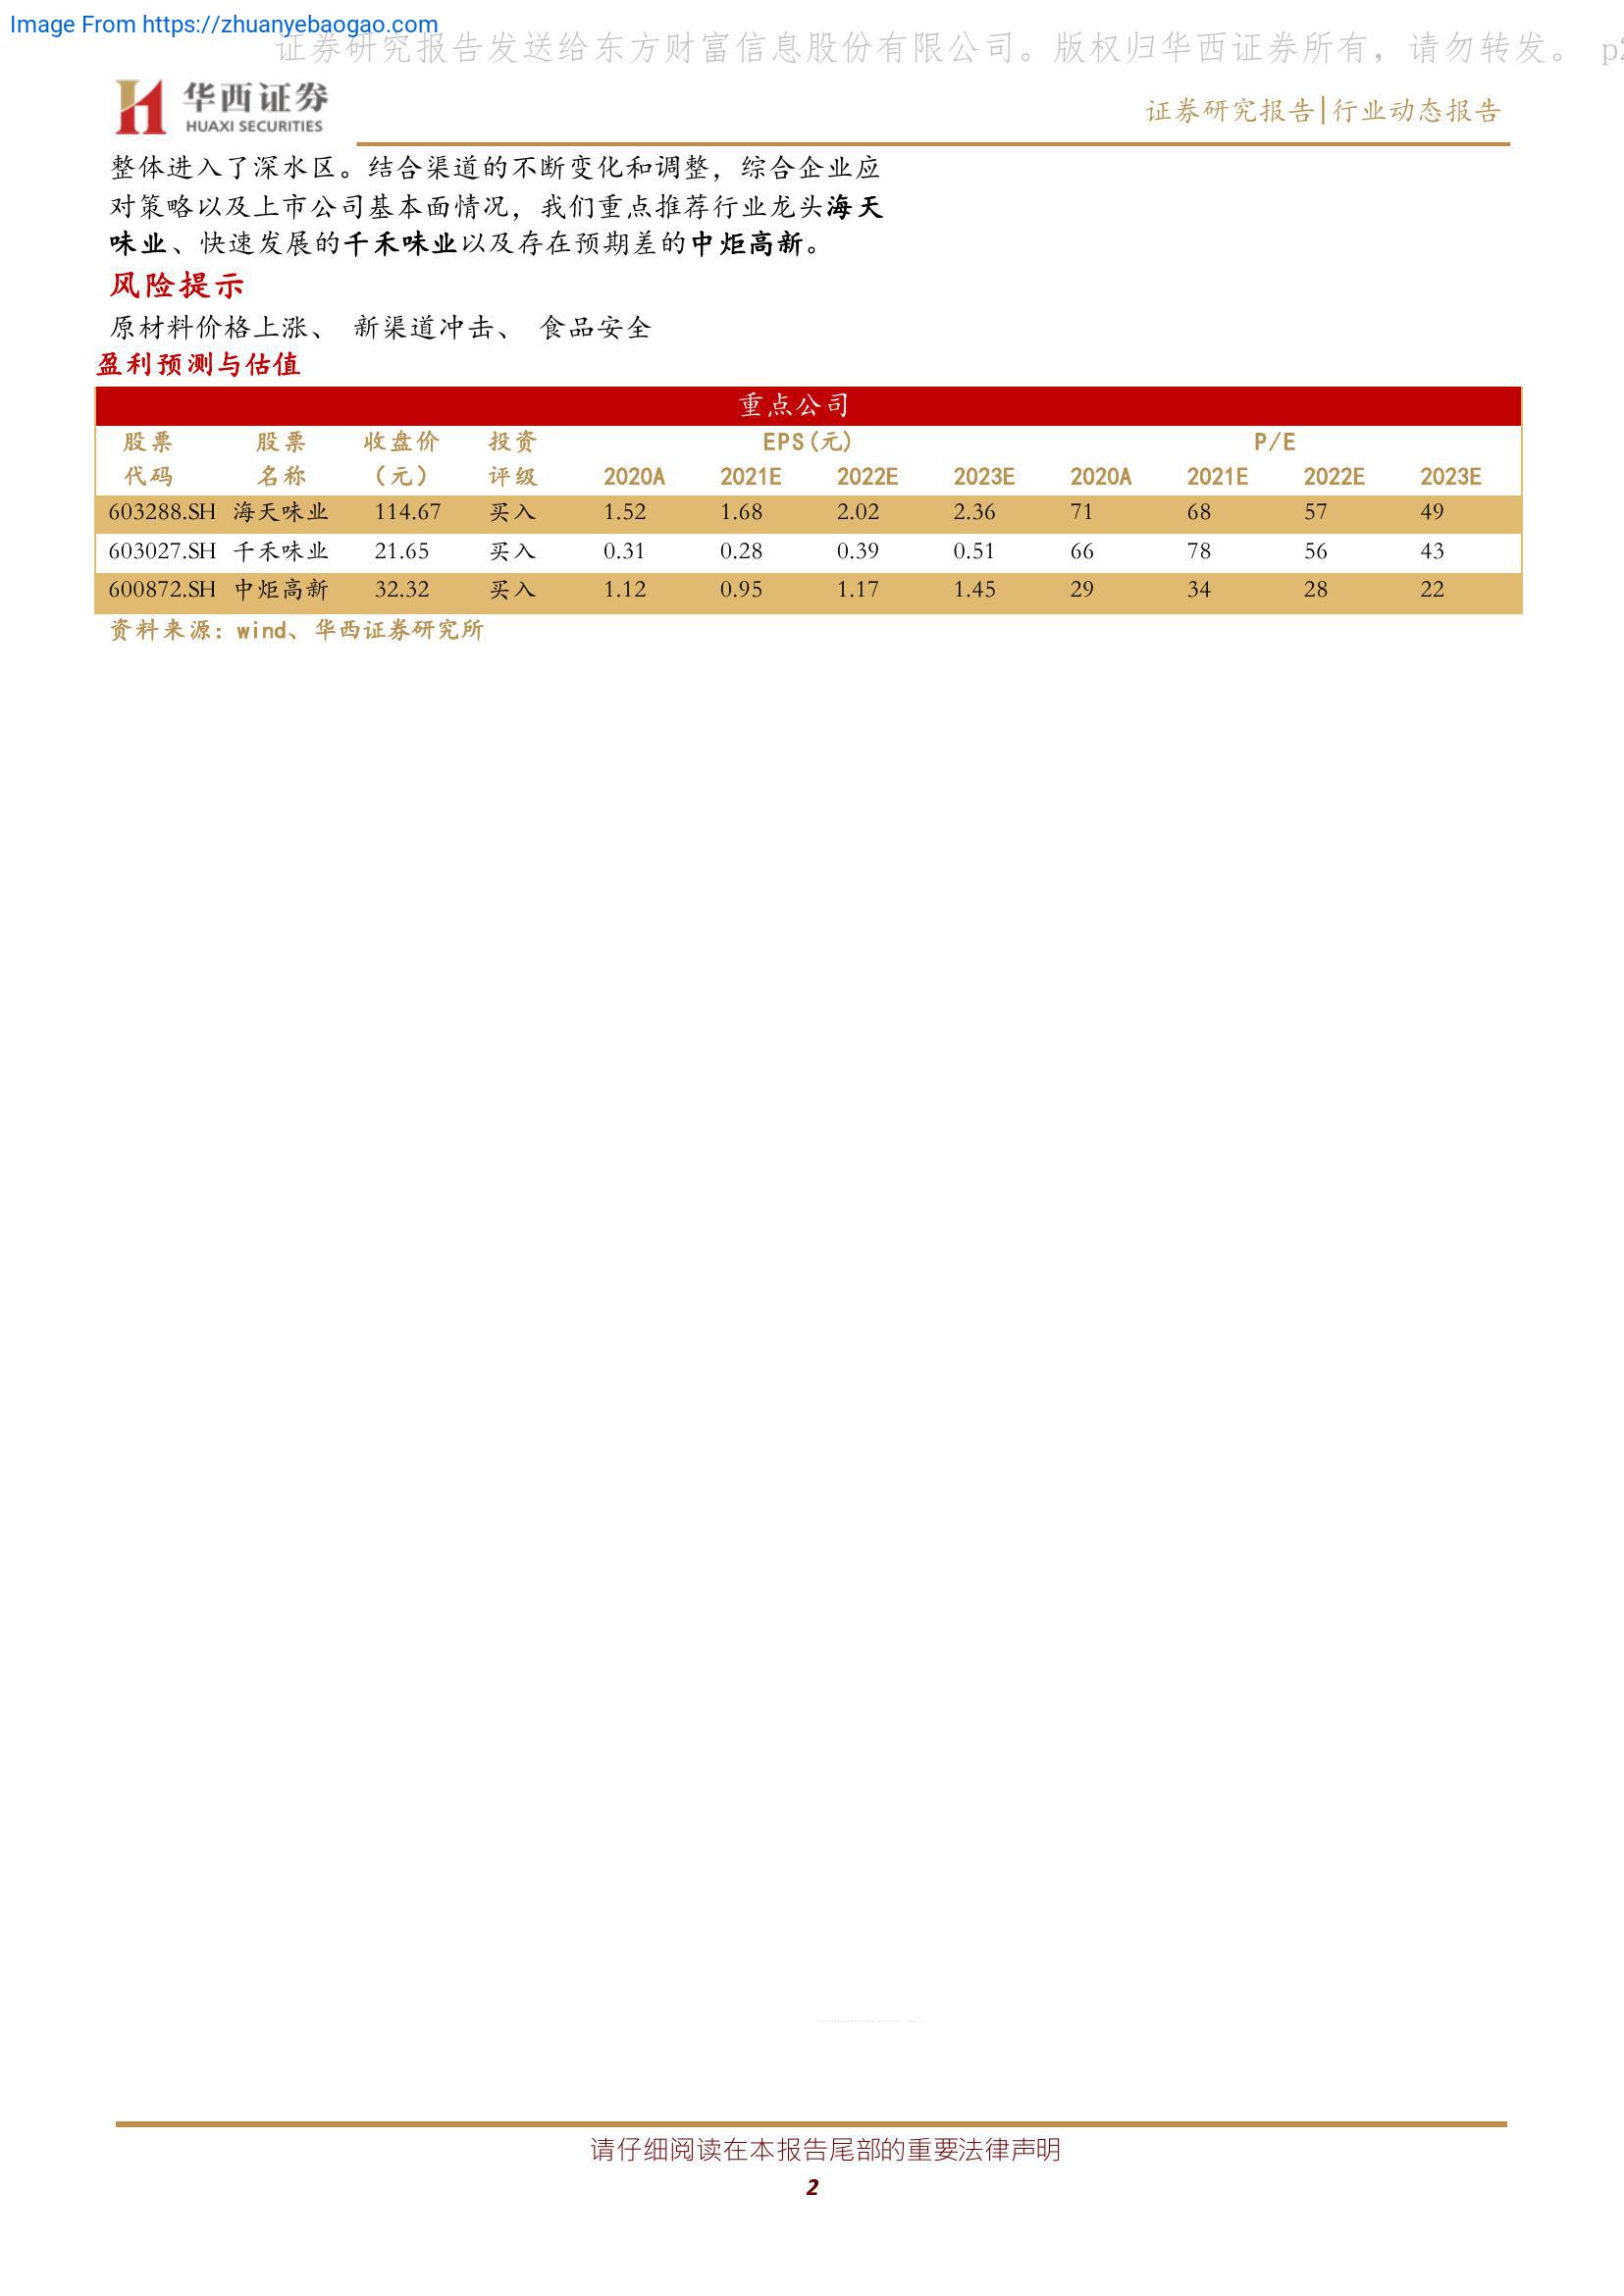 Image From https://zhuanyebaogao.com
证券研究报告发送给东方财富信息股份有限公司。版权归华西证券所有，请勿转发。 p2
华西证券
HUAXI SECURITIES
证券研究报告|行业动态报告
整体进入了深水区。结合渠道的不断变化和调整，综合企业应
对策略以及上市公司基本面情况，我们重点推荐行业龙头海天
味业、快速发展的千禾味业以及存在预期差的中炬高新。
风险提示
原材料价格上涨、 新渠道冲击、 食品安全
盈利预测与估值
重点公司
股票 股票 收盘价 投资 EPS(元) P/E
代码 名称 （元） 评级 2020A 2021E 2022E 2023E 2020A 2021E 2022E 2023E
603288.SH 海天味业 114.67 买入 1.52 1.68 2.02 2.36 71 68 57 49
603027.SH 千禾味业 21.65 买入 0.31 0.28 0.39 0.51 66 78 56 43
600872.SH 中炬高新 32.32 买入 1.12 0.95 1.17 1.45 29 34 28 22
资料来源：wind、华西证券研究所
请仔细阅读在本报告尾部的重要法律声明
2